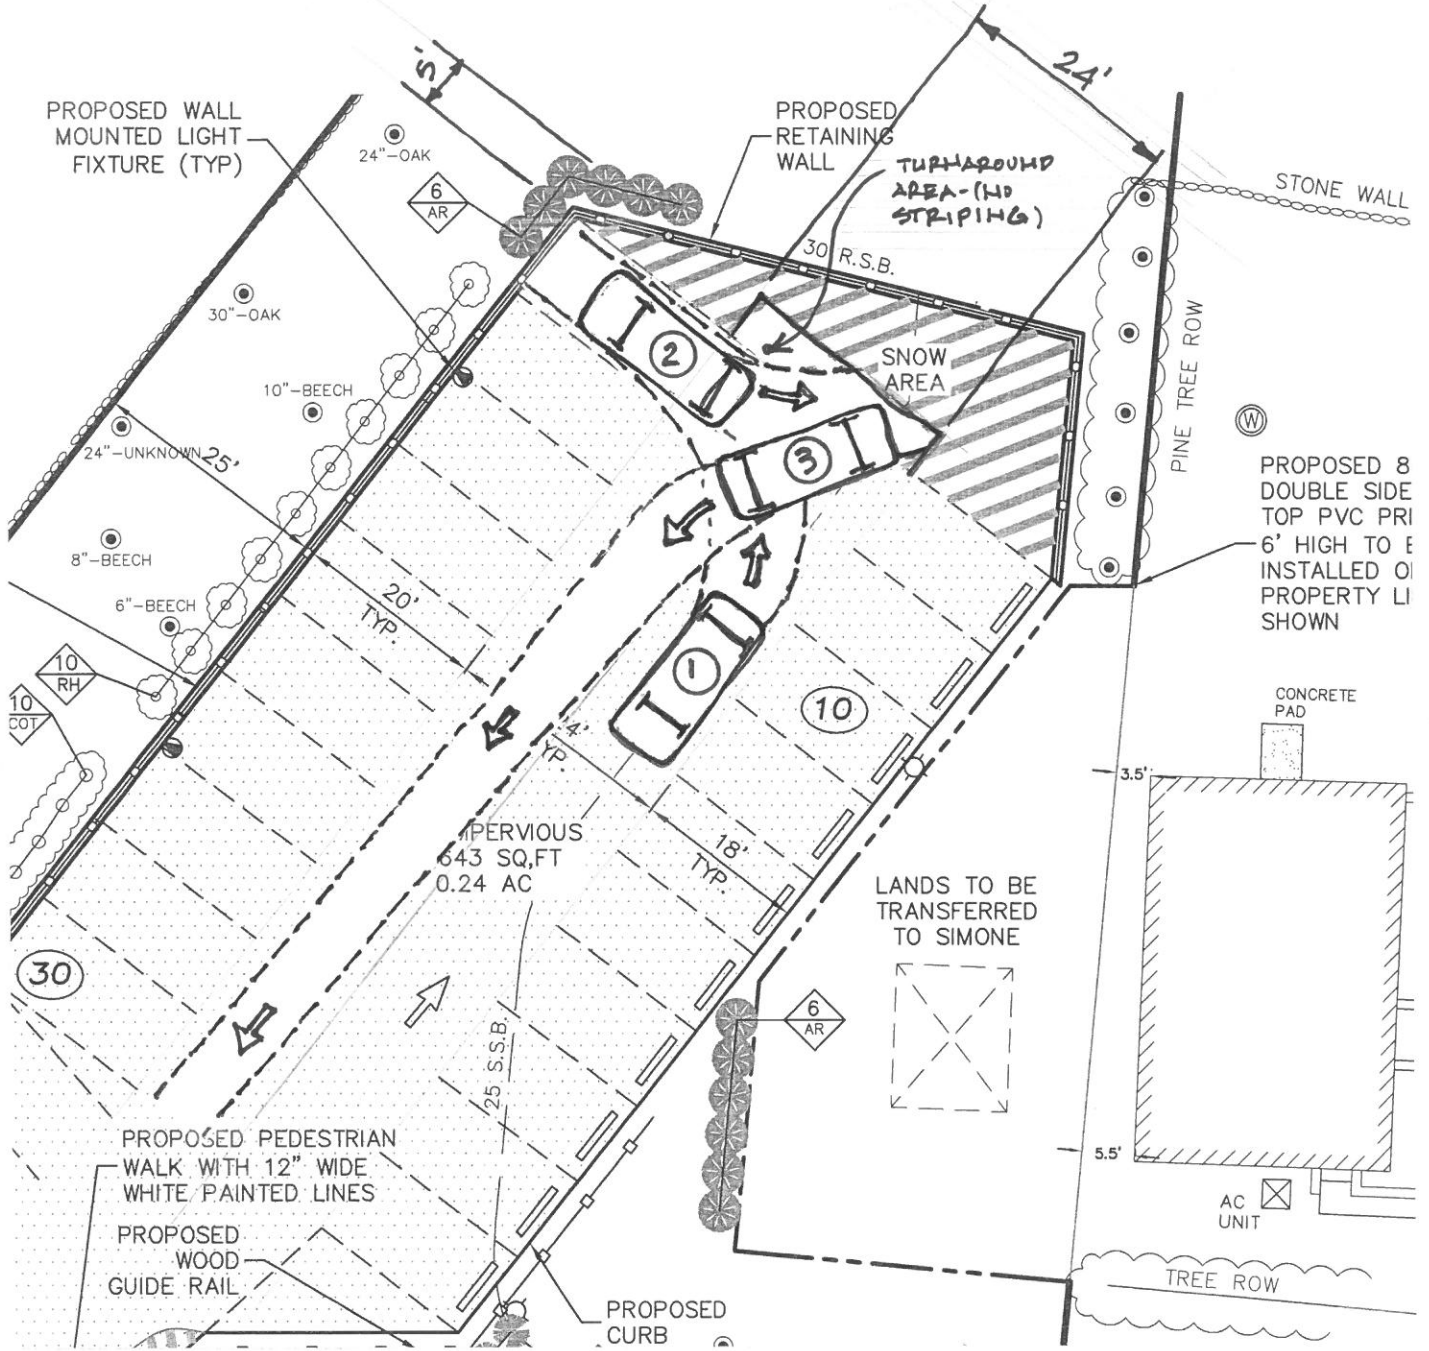 5'
24'
PROPOSED WALL
MOUNTED LIGHT
FIXTURE (TYP)
24"-OAK
6
AR
PROPOSED
RETAINING
WALL
TURNAROUND
AREA-(NO
STRIPING)
STONE WALL
30 R.S.B.
30"-OAK
10"-BEECH
24"-UNKNOWN
25'
8"-BEECH
6"-BEECH
2
SNOW
AREA
3
PINE TREE ROW
W
PROPOSED 8
DOUBLE SIDE
TOP PVC PRI
6' HIGH TO
INSTALLED
PROPERTY LI
SHOWN
20'
TYP.
10
RH
10
COT
1
10
4'
YP.
CONCRETE
PAD
3.5'
18'
TYP.
MPERVIOUS
643 SQ,FT
0.24 AC
LANDS TO BE
TRANSFERRED
TO SIMONE
30
6
AR
25 S.S.B.
PROPOSED PEDESTRIAN
WALK WITH 12" WIDE
WHITE PAINTED LINES
5.5'
AC
UNIT
PROPOSED
WOOD
GUIDE RAIL
PROPOSED
CURB
TREE ROW